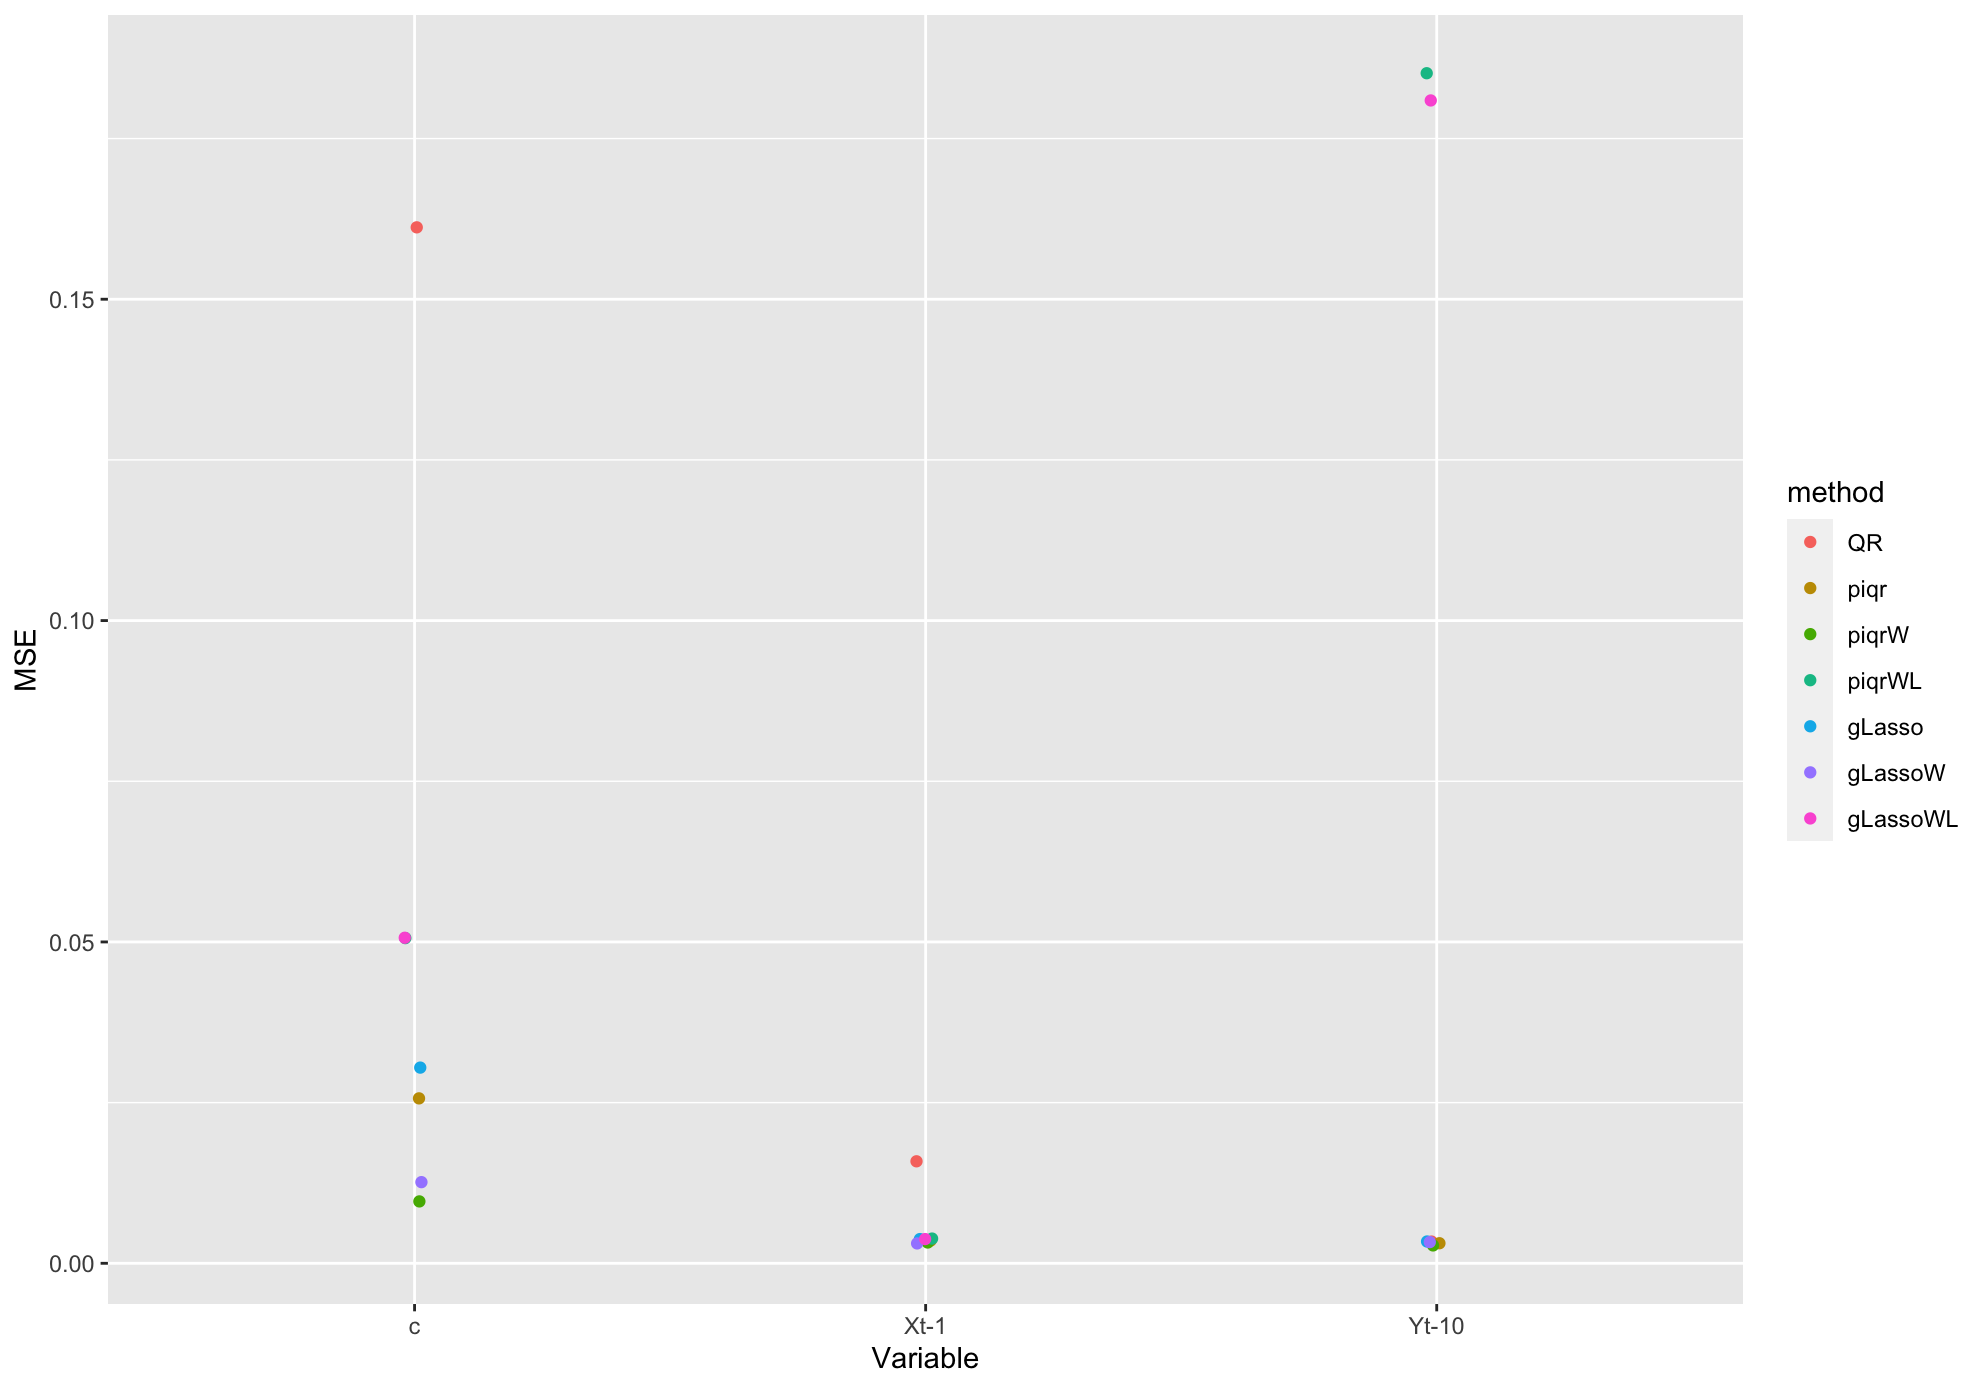 0.15
0.10
0.05
0.00
MSE
c
Xt-1
Yt-10
Variable
method
QR
piqr
piqrW
piqrWL
gLasso
gLassoW
gLassoWL